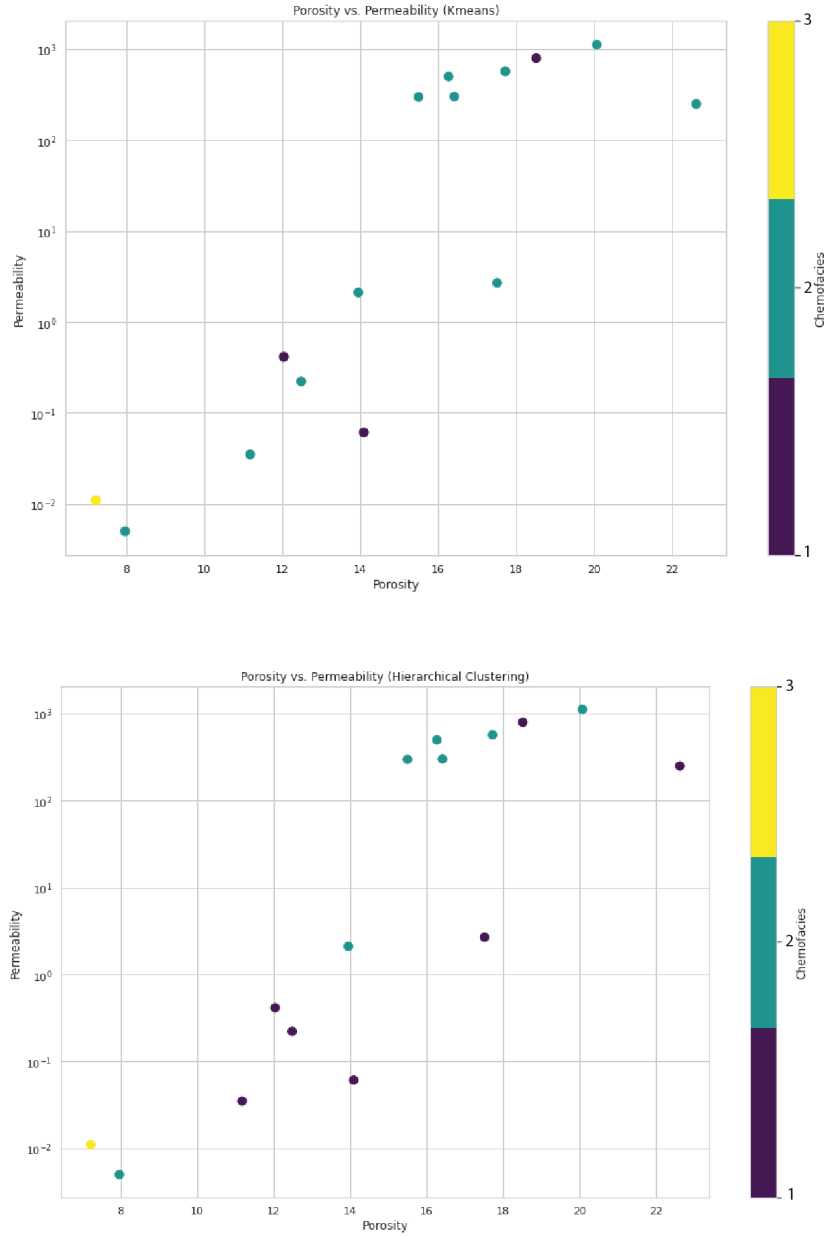 Porosity vs. Permeability (Kmeans)
10³
10²
10¹
10⁰
10⁻¹
10⁻²
Permeability
8 10 12 14 16 18 20 22
Porosity
3
2
1
Chemofacies
Porosity vs. Permeability (Hierarchical Clustering)
10³
10²
10¹
10⁰
10⁻¹
10⁻²
Permeability
8 10 12 14 16 18 20 22
Porosity
3
2
1
Chemofacies